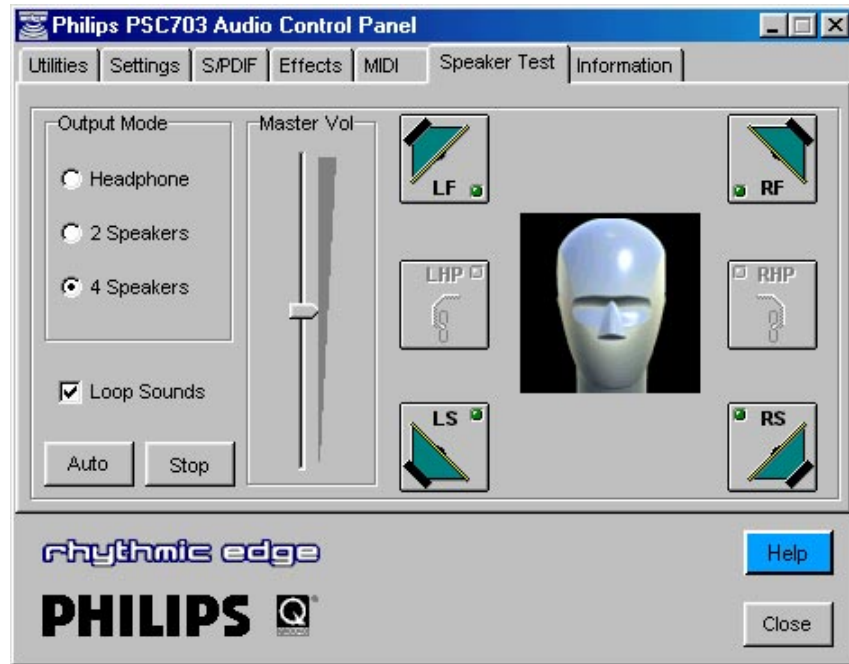 Philips PSC703 Audio Control Panel
Utilities Settings S/PDIF Effects MIDI Speaker Test Information
Output Mode
Headphone
2 Speakers
4 Speakers
Loop Sounds
Auto Stop
Master Vol
LF
RF
LHP
RHP
LS
RS
rhythmic edge
PHILIPS Q
Help
Close